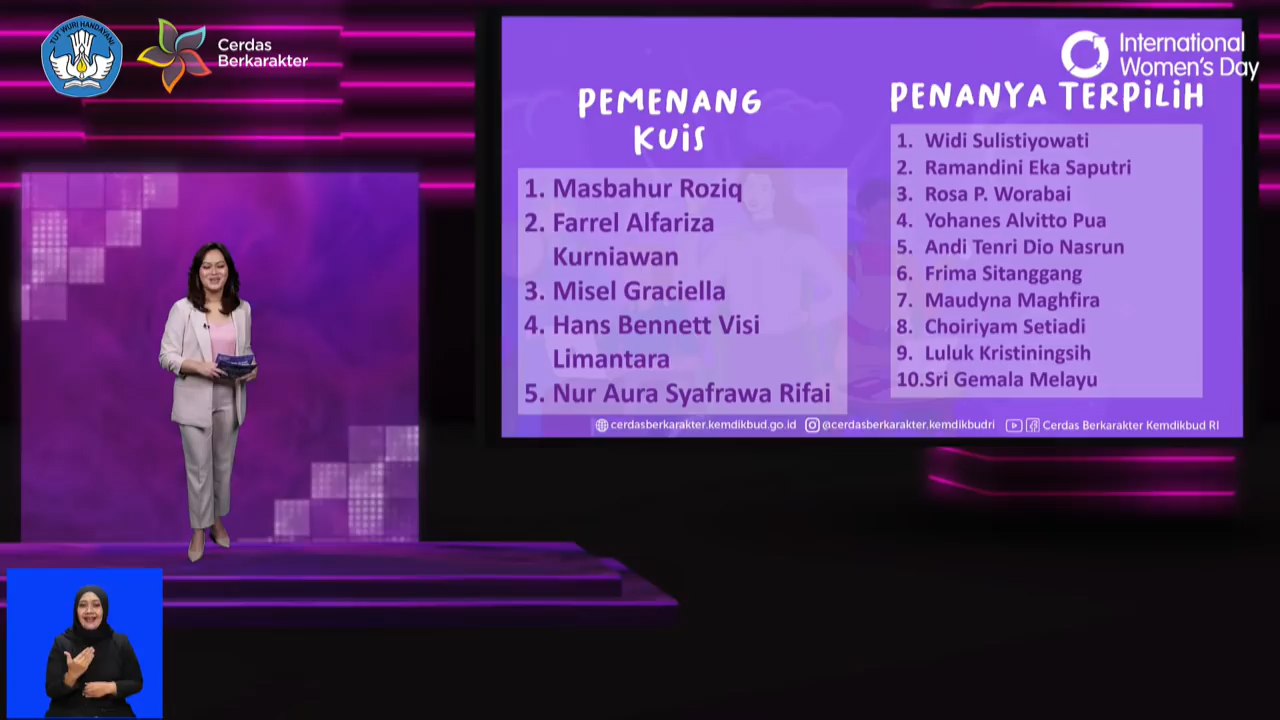 TUT WURI HANDAYANI
Cerdas
Berkarakter
International
Women's Day
PEMENANG
KUIS
1. Masbahur Roziq
2. Farrel Alfariza
Kurniawan
3. Misel Graciella
4. Hans Bennett Visi
Limantara
5. Nur Aura Syafrawa Rifai
PENANYA TERPILIH
1. Widi Sulistiyowati
2. Ramandini Eka Saputri
3. Rosa P. Worabai
4. Yohanes Alvitto Pua
5. Andi Tenri Dio Nasrun
6. Frima Sitanggang
7. Maudyna Maghfira
8. Choiriyam Setiadi
9. Luluk Kristiningsih
10.Sri Gemala Melayu
cerdasberkarakter.kemdikbud.go.id @cerdasberkarakter.kemdikbudri Cerdas Berkarakter Kemdikbud RI